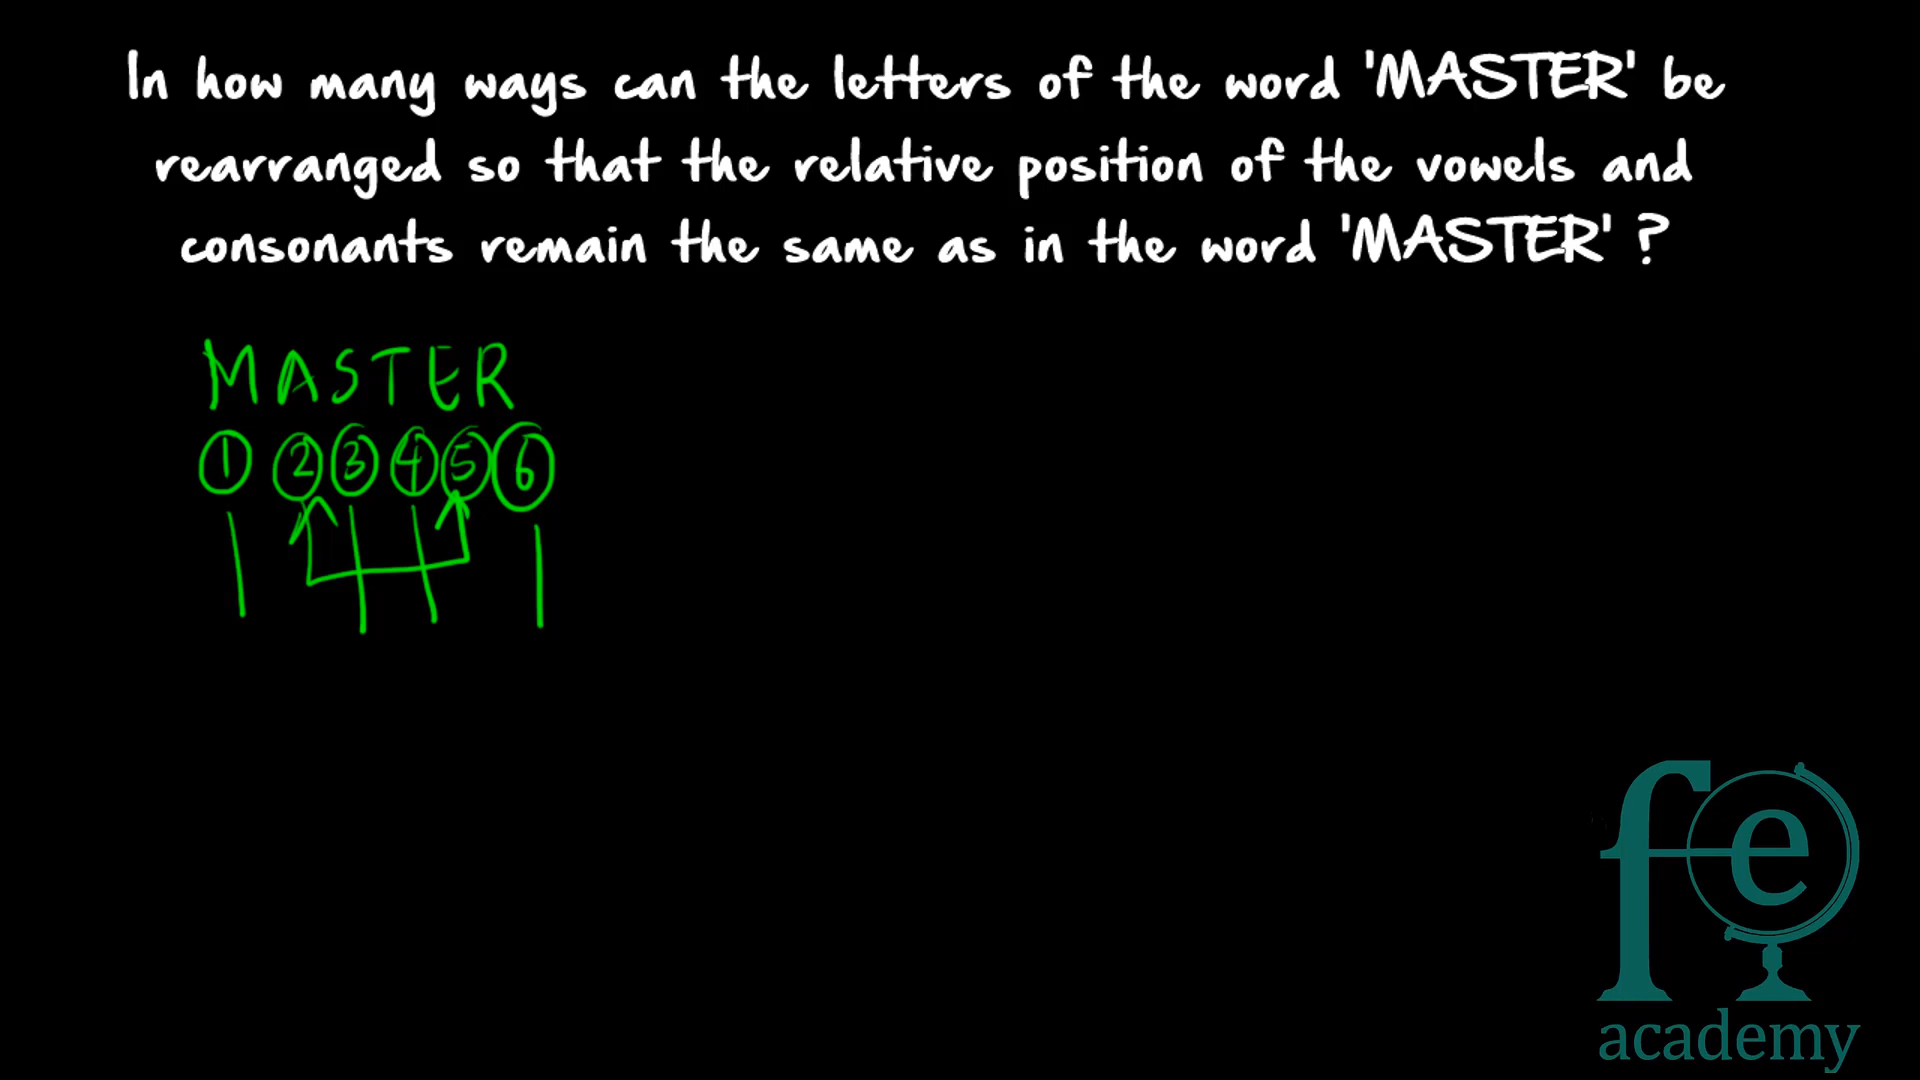 In how many ways can the letters of the word 'MASTER' be
rearranged so that the relative position of the vowels and
consonants remain the same as in the word 'MASTER' ?
MASTER
1 2 3 4 5 6
fe
academy